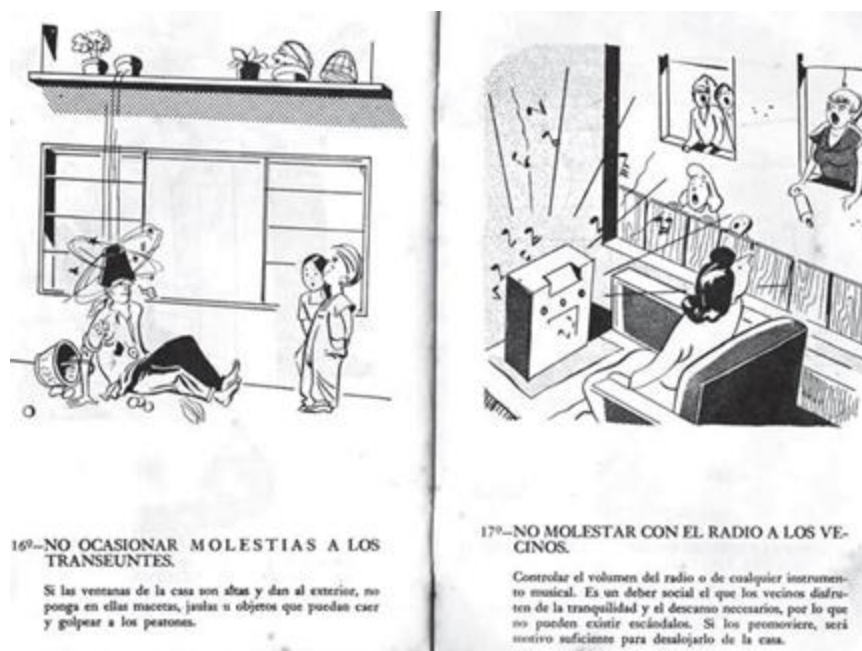 16º—NO OCASIONAR MOLESTIAS A LOS
TRANSEUNTES.
Si las ventanas de la casa son altas y dan al exterior, no
ponga en ellas macetas, jaulas u objetos que puedan caer
y golpear a los peatones.
17º—NO MOLESTAR CON EL RADIO A LOS VE-
CINOS.
Controlar el volumen del radio o de cualquier instrumen-
to musical. Es un deber social el que los vecinos disfru-
ten de la tranquilidad y el descanso necesarios, por lo que
no pueden existir escándalos. Si los promoviere, será
motivo suficiente para desalojarlo de la casa.